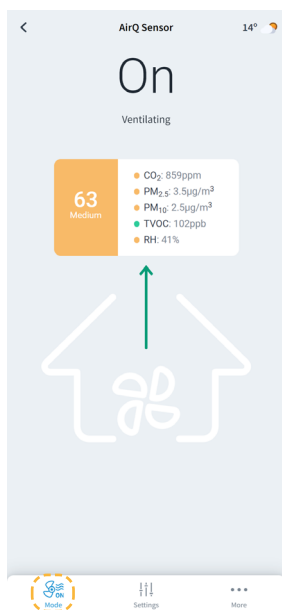 AirQ Sensor 14°
On
Ventilating
63
Medium
CO₂: 859ppm
PM₂.₅: 3.5µg/m³
PM₁₀: 2.5µg/m³
TVOC: 102ppb
RH: 41%
ON
Mode Settings More